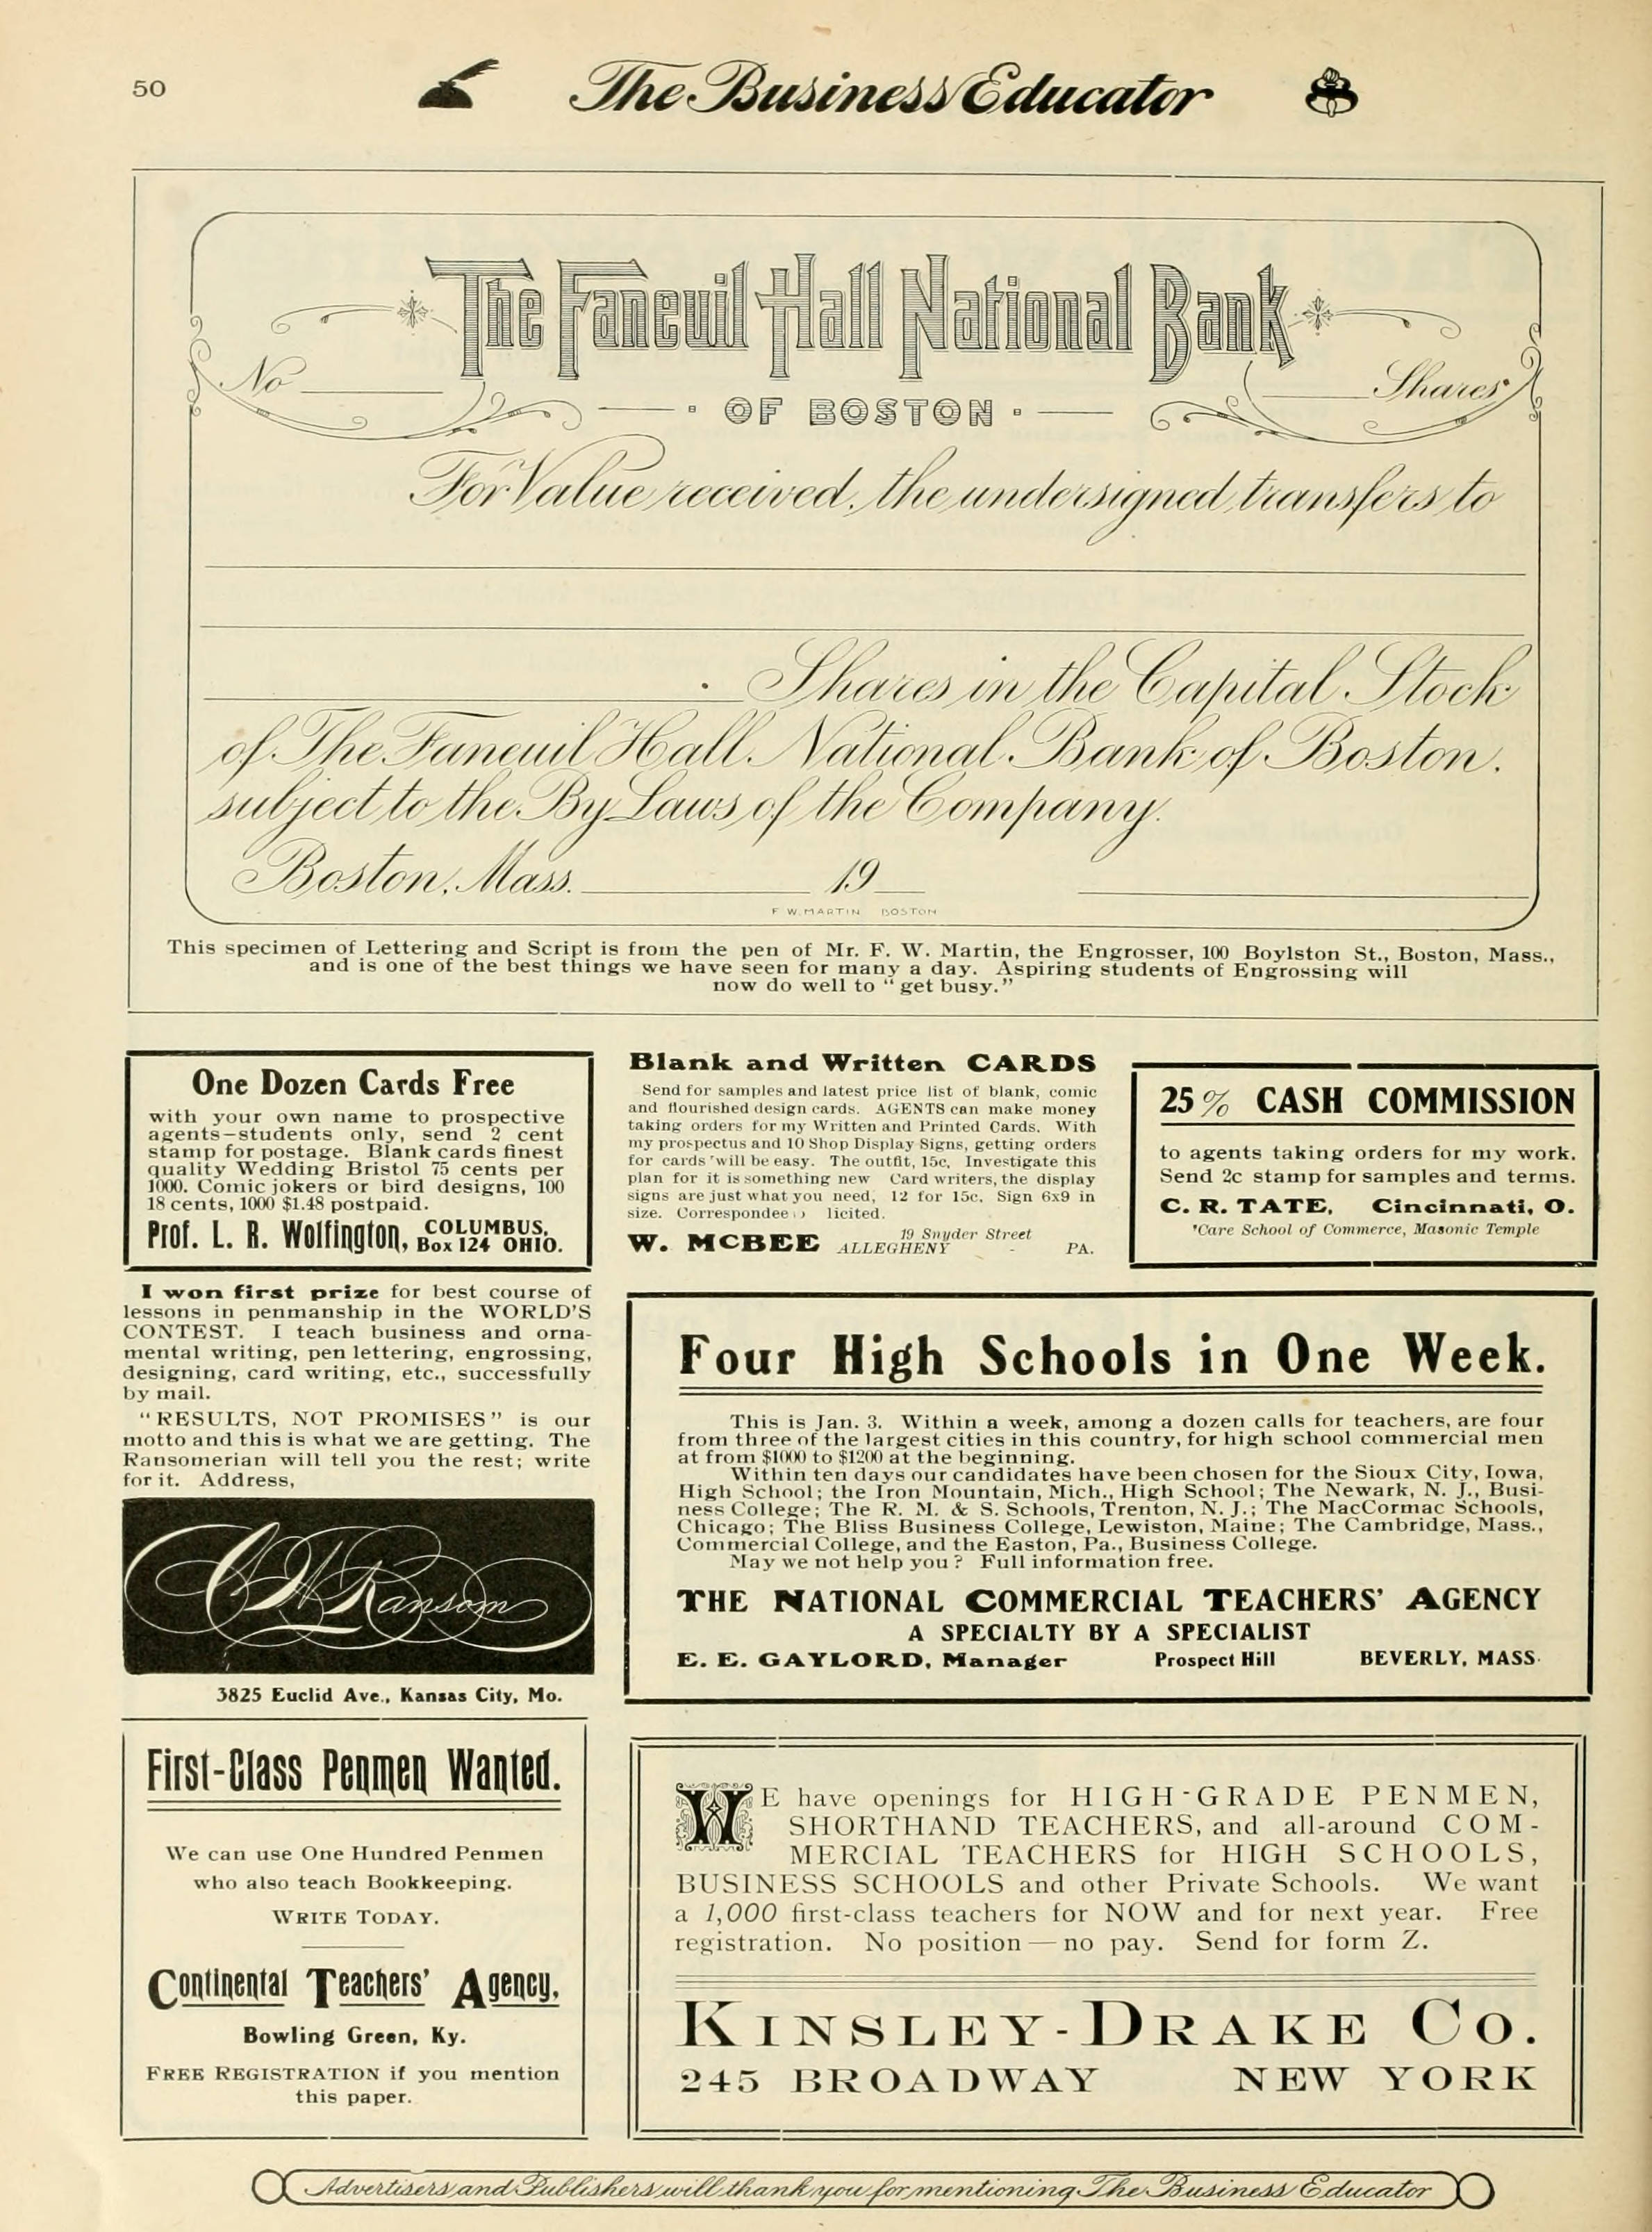 50
The Business Educator
The Faneuil Hall National Bank
No
Shares
OF BOSTON
For Value received, the undersigned transfers to
Shares in the Capital Stock
of The Faneuil Hall National Bank of Boston.
subject to the By Laws of the Company.
Boston, Mass. 19
F. W. MARTIN BOSTON
This specimen of Lettering and Script is from the pen of Mr. F. W. Martin, the Engrosser, 100 Boylston St., Boston, Mass.,
and is one of the best things we have seen for many a day. Aspiring students of Engrossing will
now do well to "get busy."
One Dozen Cards Free
with your own name to prospective
agents—students only, send 2 cent
stamp for postage. Blank cards finest
quality Wedding Bristol 75 cents per
1000. Comic jokers or bird designs, 100
18 cents, 1000 $1.48 postpaid.
Prof. L. R. Wolfington, COLUMBUS,
Box 124 OHIO.
Blank and Written CARDS
Send for samples and latest price list of blank, comic
and flourished design cards. AGENTS can make money
taking orders for my Written and Printed Cards. With
my prospectus and 10 Shop Display Signs, getting orders
for cards will be easy. The outfit, 15c. Investigate this
plan for it is something new Card writers, the display
signs are just what you need, 12 for 15c. Sign 6x9 in
size. licited.
W. McBEE 19 Snyder Street
ALLEGHENY - PA.
25% CASH COMMISSION
to agents taking orders for my work.
Send 2c stamp for samples and terms.
C. R. TATE, Cincinnati, O.
'Care School of Commerce, Masonic Temple
I won first prize for best course of
lessons in penmanship in the WORLD'S
CONTEST. I teach business and orna-
mental writing, pen lettering, engrossing,
designing, card writing, etc., successfully
by mail.
"RESULTS, NOT PROMISES" is our
motto and this is what we are getting. The
Ransomerian will tell you the rest; write
for it. Address,
C W Ransom
3825 Euclid Ave., Kansas City, Mo.
Four High Schools in One Week.
This is Jan. 3. Within a week, among a dozen calls for teachers, are four
from three of the largest cities in this country, for high school commercial men
at from $1000 to $1200 at the beginning.
Within ten days our candidates have been chosen for the Sioux City, Iowa,
High School; the Iron Mountain, Mich., High School; The Newark, N. J., Busi-
ness College; The R. M. & S. Schools, Trenton, N. J.; The MacCormac Schools,
Chicago; The Bliss Business College, Lewiston, Maine; The Cambridge, Mass.,
Commercial College, and the Easton, Pa., Business College.
May we not help you? Full information free.
THE NATIONAL COMMERCIAL TEACHERS' AGENCY
A SPECIALTY BY A SPECIALIST
E. E. GAYLORD, Manager Prospect Hill BEVERLY, MASS.
First-Class Penmen Wanted.
We can use One Hundred Penmen
who also teach Bookkeeping.
WRITE TODAY.
Continental Teachers' Agency,
Bowling Green, Ky.
FREE REGISTRATION if you mention
this paper.
WE have openings for HIGH-GRADE PENMEN,
SHORTHAND TEACHERS, and all-around COM-
MERCIAL TEACHERS for HIGH SCHOOLS,
BUSINESS SCHOOLS and other Private Schools. We want
a 1,000 first-class teachers for NOW and for next year. Free
registration. No position—no pay. Send for form Z.
KINSLEY-DRAKE CO.
245 BROADWAY NEW YORK
Advertisers and Publishers will thank you for mentioning The Business Educator